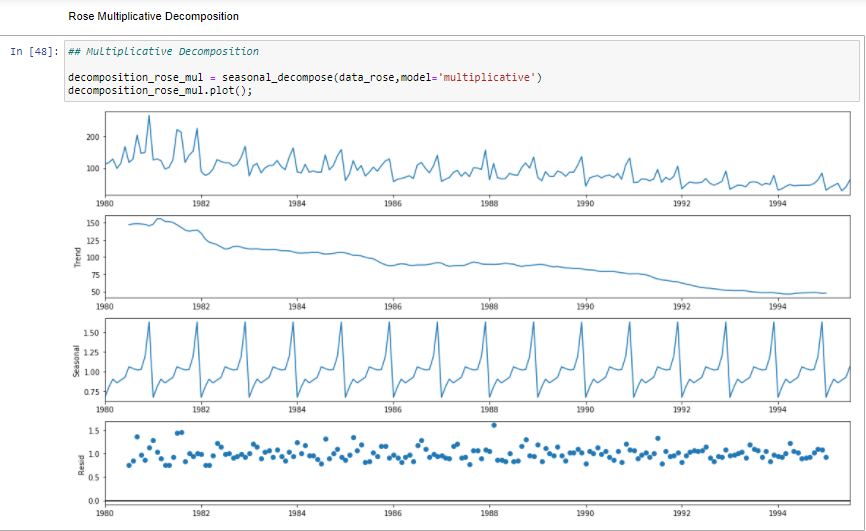 Rose Multiplicative Decomposition
In [48]: ## Multiplicative Decomposition
decomposition_rose_mul = seasonal_decompose(data_rose,model='multiplicative')
decomposition_rose_mul.plot();
200
100
1980 1982 1984 1986 1988 1990 1992 1994
150
125
100
75
50
Trend
1980 1982 1984 1986 1988 1990 1992 1994
1.50
1.25
1.00
0.75
Seasonal
1980 1982 1984 1986 1988 1990 1992 1994
1.5
1.0
0.5
0.0
Resid
1980 1982 1984 1986 1988 1990 1992 1994